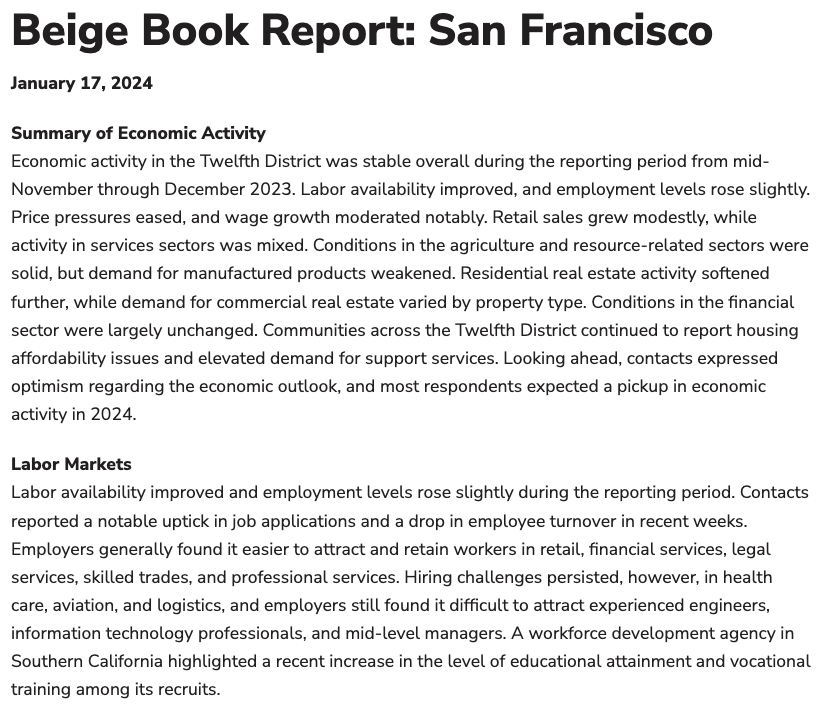 Beige Book Report: San Francisco
January 17, 2024
Summary of Economic Activity
Economic activity in the Twelfth District was stable overall during the reporting period from mid-
November through December 2023. Labor availability improved, and employment levels rose slightly.
Price pressures eased, and wage growth moderated notably. Retail sales grew modestly, while
activity in services sectors was mixed. Conditions in the agriculture and resource-related sectors were
solid, but demand for manufactured products weakened. Residential real estate activity softened
further, while demand for commercial real estate varied by property type. Conditions in the financial
sector were largely unchanged. Communities across the Twelfth District continued to report housing
affordability issues and elevated demand for support services. Looking ahead, contacts expressed
optimism regarding the economic outlook, and most respondents expected a pickup in economic
activity in 2024.
Labor Markets
Labor availability improved and employment levels rose slightly during the reporting period. Contacts
reported a notable uptick in job applications and a drop in employee turnover in recent weeks.
Employers generally found it easier to attract and retain workers in retail, financial services, legal
services, skilled trades, and professional services. Hiring challenges persisted, however, in health
care, aviation, and logistics, and employers still found it difficult to attract experienced engineers,
information technology professionals, and mid-level managers. A workforce development agency in
Southern California highlighted a recent increase in the level of educational attainment and vocational
training among its recruits.